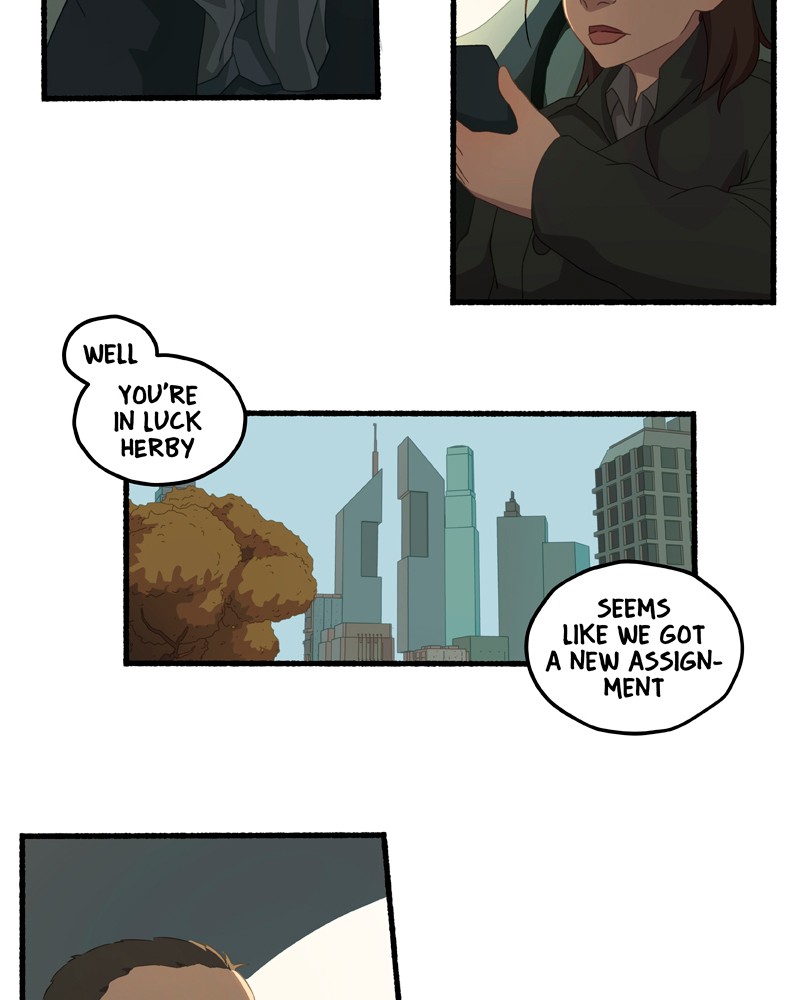 WELL
YOU'RE
IN LUCK
HERBY
SEEMS
LIKE WE GOT
A NEW ASSIGN-
MENT